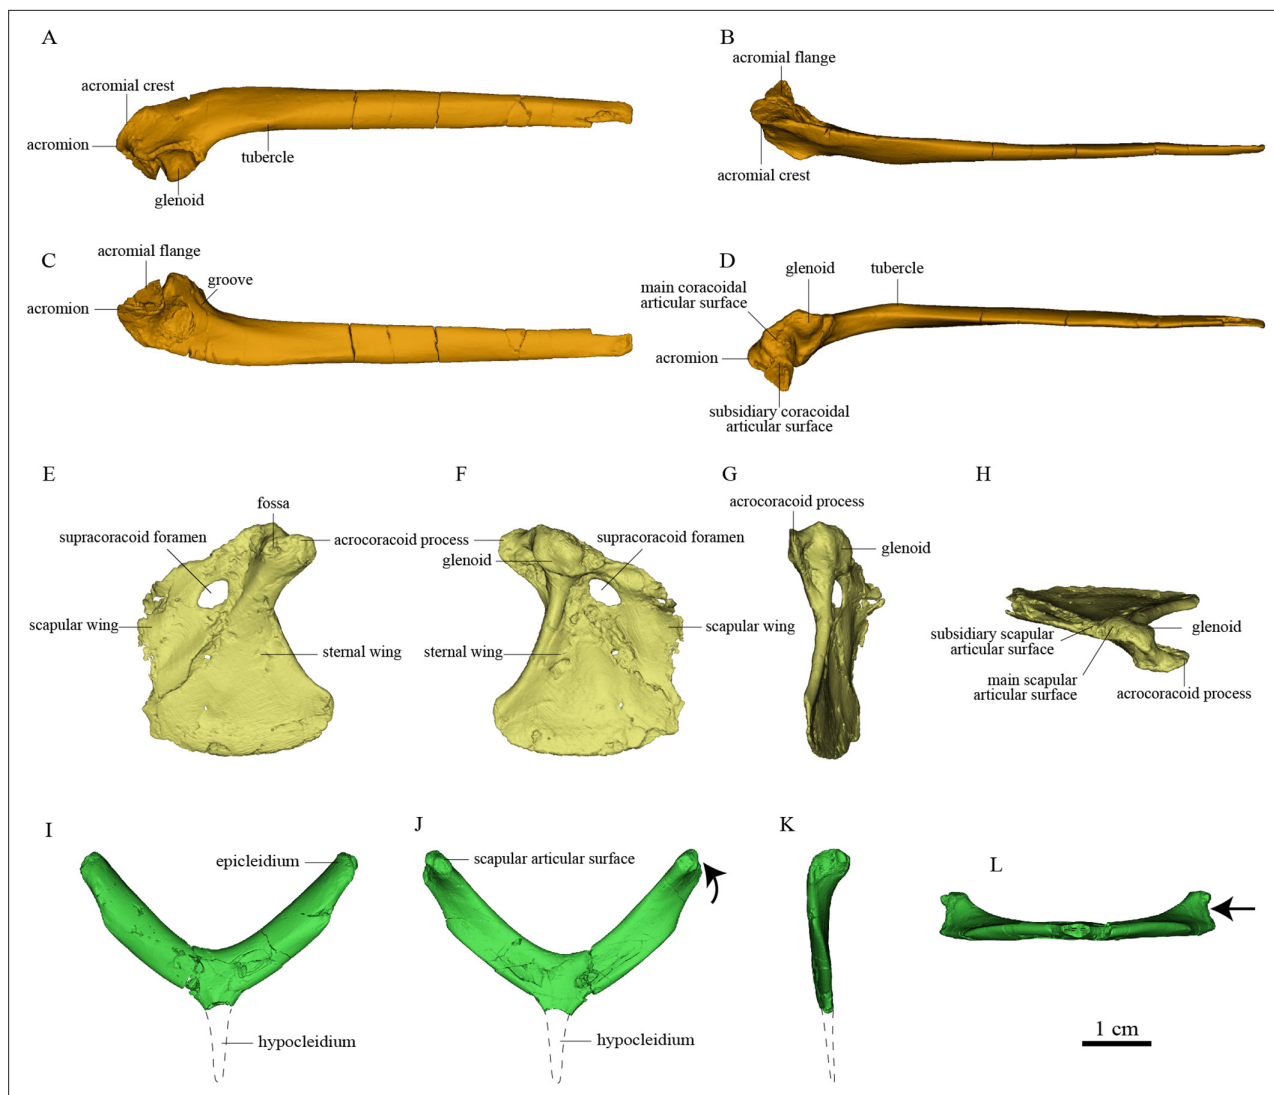 A
acromial crest
acromion
tubercle
glenoid
B
acromial flange
acromial crest
C
acromial flange
groove
acromion
D
glenoid
tubercle
main coracoidal
articular surface
acromion
subsidiary coracoidal
articular surface
E
fossa
supracoracoid foramen
scapular wing
sternal wing
F
acrocoracoid process
glenoid
supracoracoid foramen
scapular wing
sternal wing
G
acrocoracoid process
glenoid
H
glenoid
subsidiary scapular
articular surface
main scapular
articular surface
acrocoracoid process
I
epicleidium
hypocleidium
J
scapular articular surface
hypocleidium
K
L
1 cm